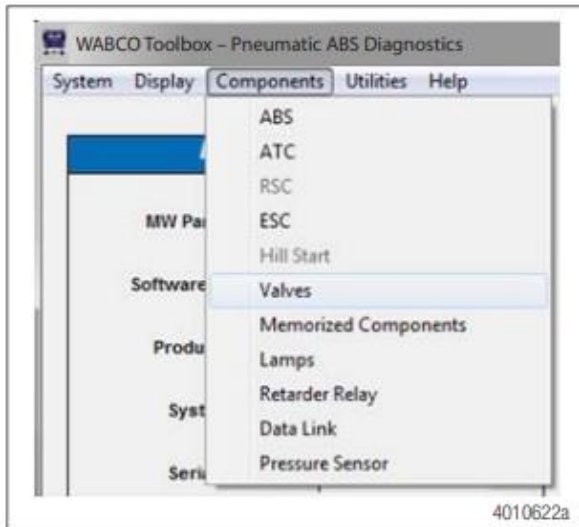 WABCO Toolbox – Pneumatic ABS Diagnostics
System Display Components Utilities Help
ABS
ATC
RSC
MW Pa
ESC
Hill Start
Software
Valves
Memorized Components
Produ
Lamps
Retarder Relay
Syst
Data Link
Pressure Sensor
Seri
4010622a